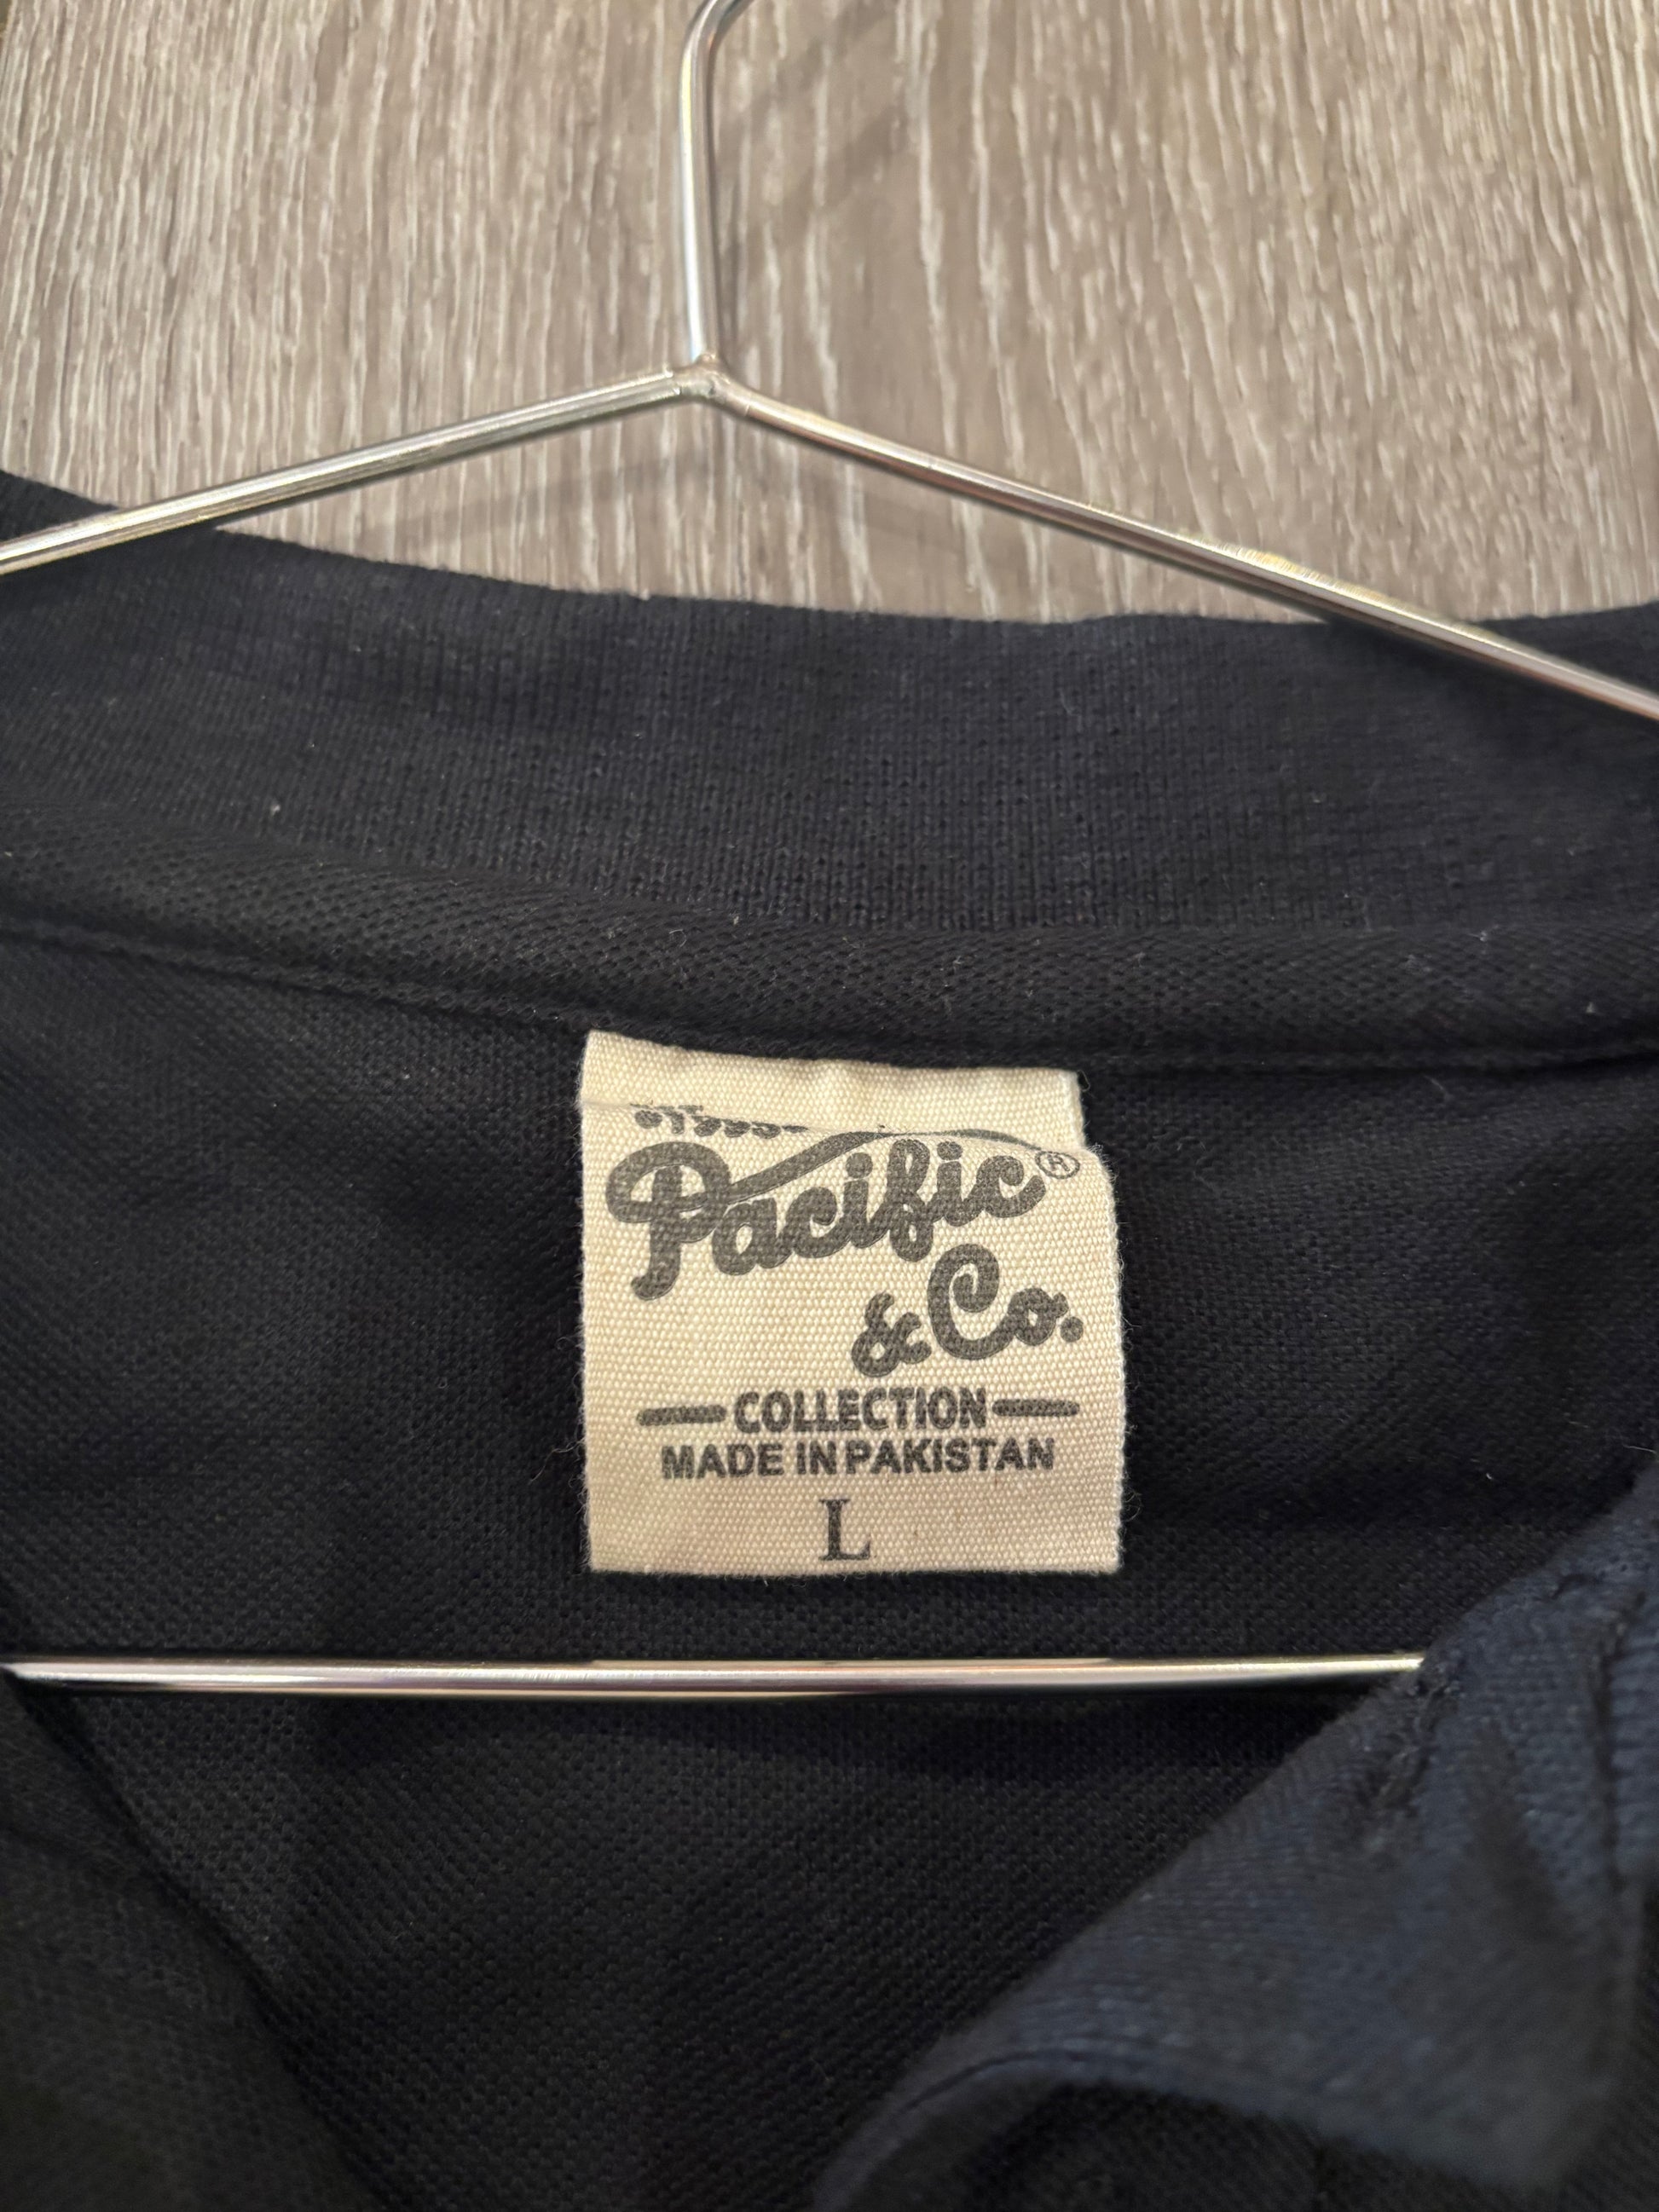 Pacific®
&Co.
COLLECTION
MADE IN PAKISTAN
L